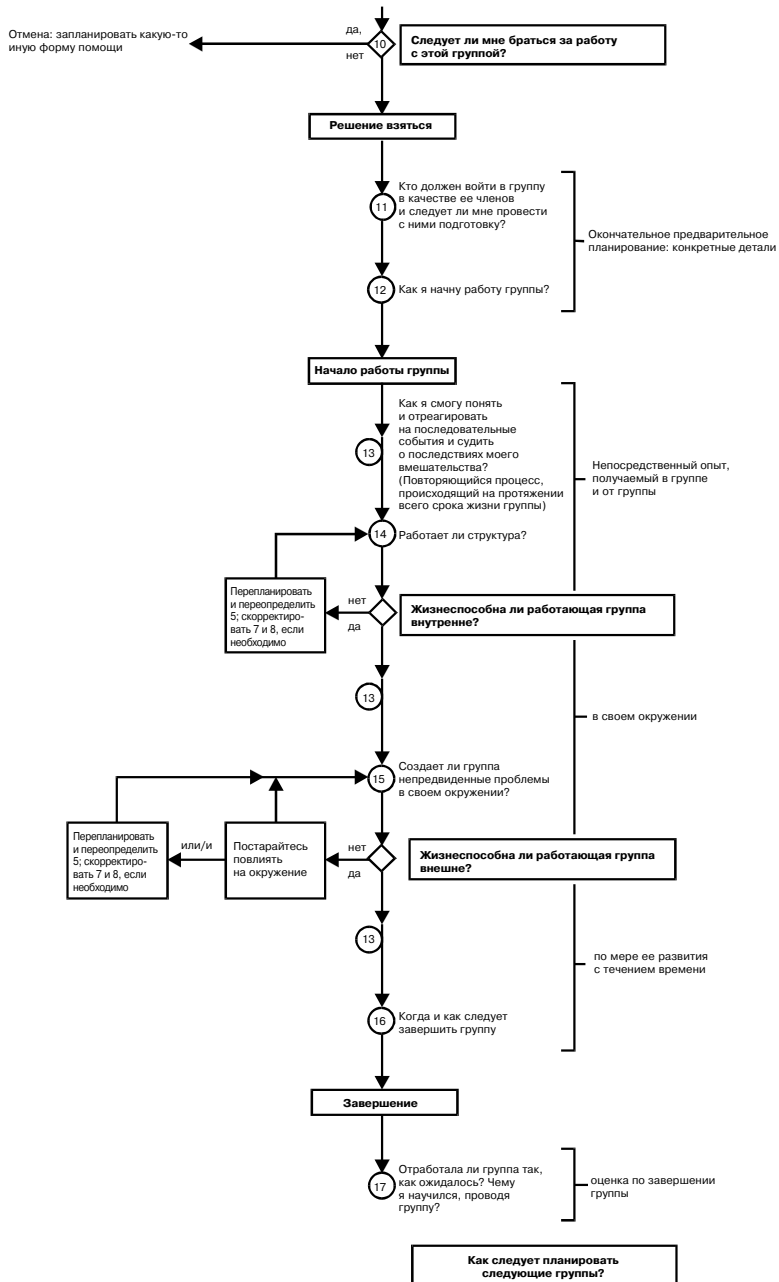 Отмена: запланировать какую-то
иную форму помощи
да,
10
нет
Следует ли мне браться за работу
с этой группой?
Решение взяться
11
Кто должен войти в группу
в качестве ее членов
и следует ли мне провести
с ними подготовку?
Окончательное предварительное
планирование: конкретные детали
12
Как я начну работу группы?
Начало работы группы
Как я смогу понять
и отреагировать
на последовательные
события и судить
о последствиях моего
вмешательства?
(Повторяющийся процесс,
происходящий на протяжении
всего срока жизни группы)
13
Непосредственный опыт,
получаемый в группе
и от группы
14
Работает ли структура?
Перепланировать
и переопределить
5; скорректиро-
вать 7 и 8, если
необходимо
нет
да
Жизнеспособна ли работающая группа
внутренне?
13
в своем окружении
15
Создает ли группа
непредвиденные проблемы
в своем окружении?
Перепланировать
и переопределить
5; скорректиро-
вать 7 и 8, если
необходимо
или/и
Постарайтесь
повлиять
на окружение
нет
да
Жизнеспособна ли работающая группа
внешне?
13
по мере ее развития
с течением времени
16
Когда и как следует
завершить группу
Завершение
17
Отработала ли группа так,
как ожидалось? Чему
я научился, проводя
группу?
оценка по завершении
группы
Как следует планировать
следующие группы?